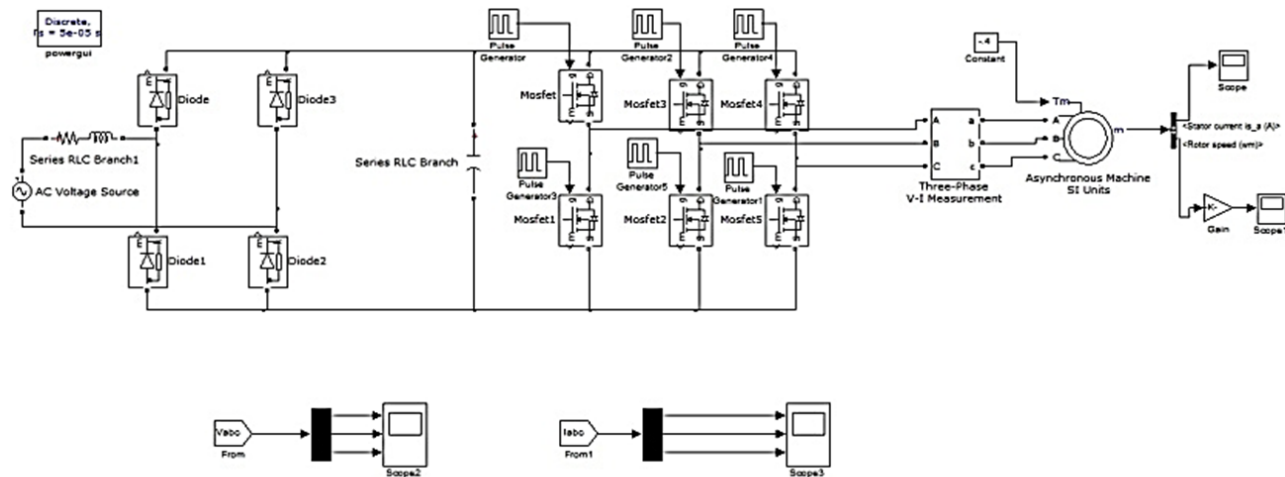 Discrete,
s = 5e-05 s
powergui
Pulse
Generator
Pulse
Generator2
Pulse
Generator4
-.4
Constant
Scope
Diode
Diode3
Mosfet
Mosfet3
Mosfet4
Tm
A
B
C
m
<Stator current is_a (A)>
<Rotor speed (wm)>
Series RLC Branch1
AC Voltage Source
Series RLC Branch
A
B
C
a
b
c
Three-Phase
V-I Measurement
Asynchronous Machine
SI Units
Pulse
Generator3
Pulse
Generator5
Pulse
Generator1
Mosfet1
Mosfet2
Mosfet5
K-
Gain
Scope1
Diode1
Diode2
Vabc
From
Scope2
Iabc
From1
Scope3